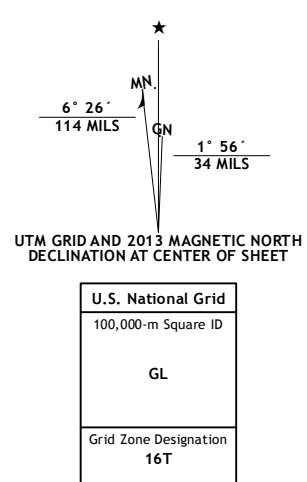 ★
MN.
6° 26´
114 MILS
GN
1° 56´
34 MILS
UTM GRID AND 2013 MAGNETIC NORTH
DECLINATION AT CENTER OF SHEET
U.S. National Grid
100,000-m Square ID
GL
Grid Zone Designation
16T